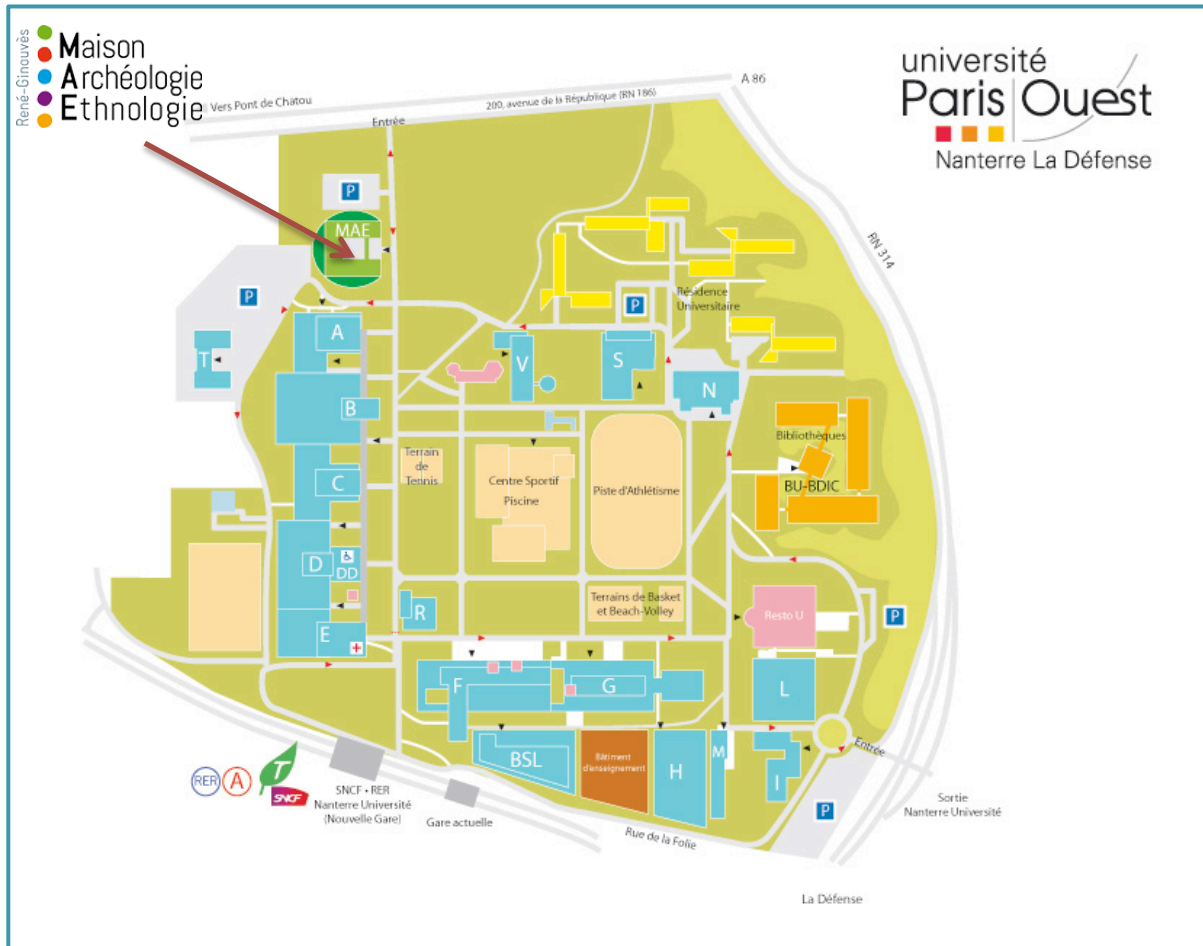 René-Ginouvès
Maison
Archéologie
Ethnologie
université
Paris Ouest
Nanterre La Défense
A 86
Vers Pont de Chatou
200, avenue de la République (RN 186)
Entrée
P
MAE
RN 314
P
P
Résidence
Universitaire
A
T
V
S
N
B
Bibliothèques
BU-BDIC
Terrain
de
Tennis
Centre Sportif
Piscine
Piste d'Athlétisme
C
D
DD
R
Terrains de Basket
et Beach-Volley
Resto U
P
E
F
G
L
BSL
Bâtiment
d'enseignement
H
M
I
Entrée
RER
A
T
SNCF
SNCF • RER
Nanterre Université
(Nouvelle Gare)
Gare actuelle
P
Sortie
Nanterre Université
Rue de la Folie
La Défense